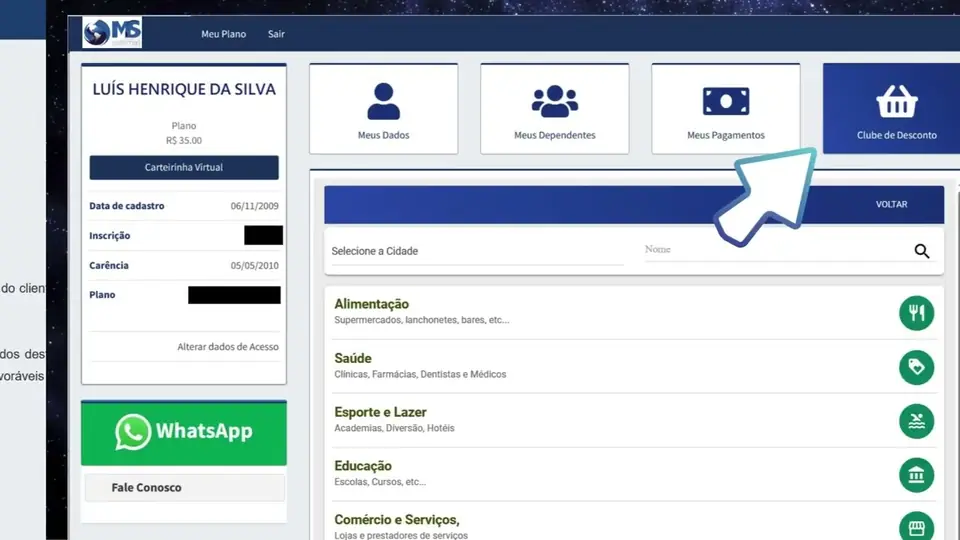 MS
Meu Plano
Sair
LUÍS HENRIQUE DA SILVA
Plano
R$ 35.00
Carteirinha Virtual
Data de cadastro 06/11/2009
Inscrição
Carência 05/05/2010
Plano
Alterar dados de Acesso
WhatsApp
Fale Conosco
Meus Dados
Meus Dependentes
Meus Pagamentos
Clube de Desconto
VOLTAR
Selecione a Cidade
Nome
Alimentação
Supermercados, lanchonetes, bares, etc...
Saúde
Clínicas, Farmácias, Dentistas e Médicos
Esporte e Lazer
Academias, Diversão, Hotéis
Educação
Escolas, Cursos, etc...
Comércio e Serviços,
Lojas e prestadores de serviços
do clien
dos des
voráveis